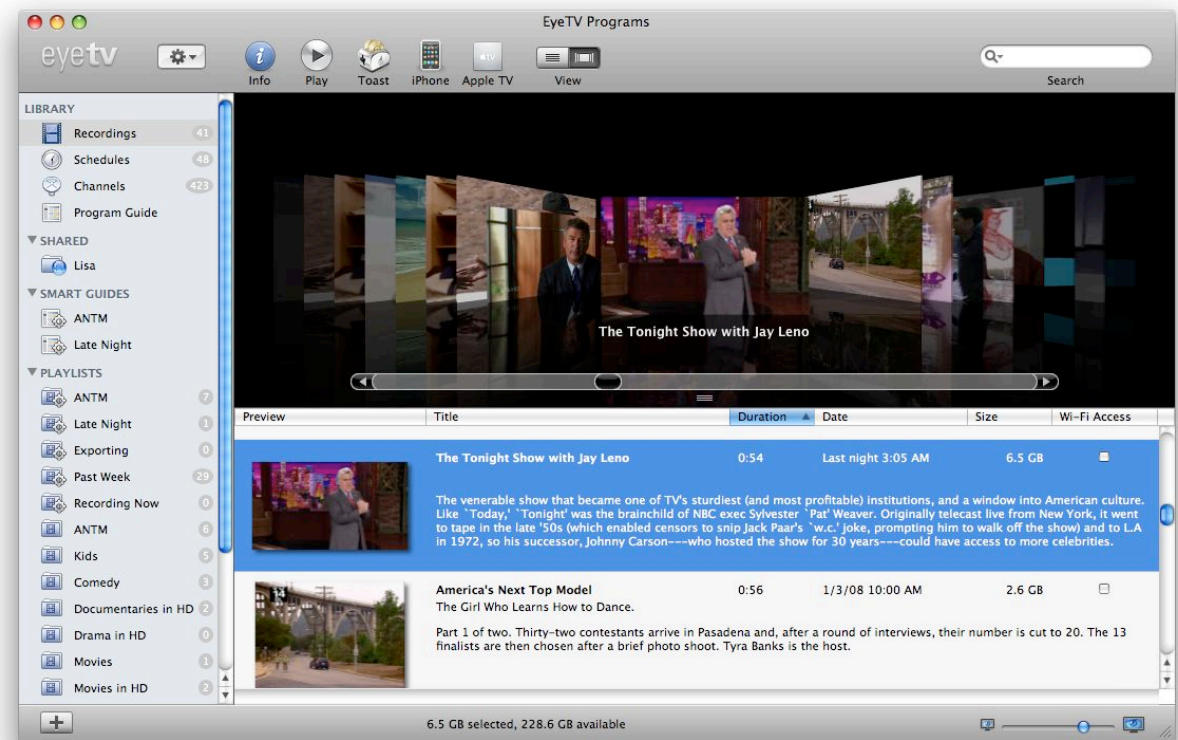 EyeTV Programs
eyetv
Info
Play
Toast
iPhone
Apple TV
View
Search
LIBRARY
Recordings 41
Schedules 48
Channels 423
Program Guide
SHARED
Lisa
SMART GUIDES
ANTM
Late Night
PLAYLISTS
ANTM 7
Late Night 1
Exporting 0
Past Week 29
Recording Now 0
ANTM 6
Kids 5
Comedy 3
Documentaries in HD 2
Drama in HD 0
Movies 1
Movies in HD 2
The Tonight Show with Jay Leno
Preview Title Duration Date Size Wi-Fi Access
The Tonight Show with Jay Leno 0:54 Last night 3:05 AM 6.5 GB
The venerable show that became one of TV's sturdiest (and most profitable) institutions, and a window into American culture.
Like `Today,' `Tonight' was the brainchild of NBC exec Sylvester `Pat' Weaver. Originally telecast live from New York, it went
to tape in the late '50s (which enabled censors to snip Jack Paar's `w.c.' joke, prompting him to walk off the show) and to L.A
in 1972, so his successor, Johnny Carson---who hosted the show for 30 years---could have access to more celebrities.
14
America's Next Top Model 0:56 1/3/08 10:00 AM 2.6 GB
The Girl Who Learns How to Dance.
Part 1 of two. Thirty-two contestants arrive in Pasadena and, after a round of interviews, their number is cut to 20. The 13
finalists are then chosen after a brief photo shoot. Tyra Banks is the host.
6.5 GB selected, 228.6 GB available